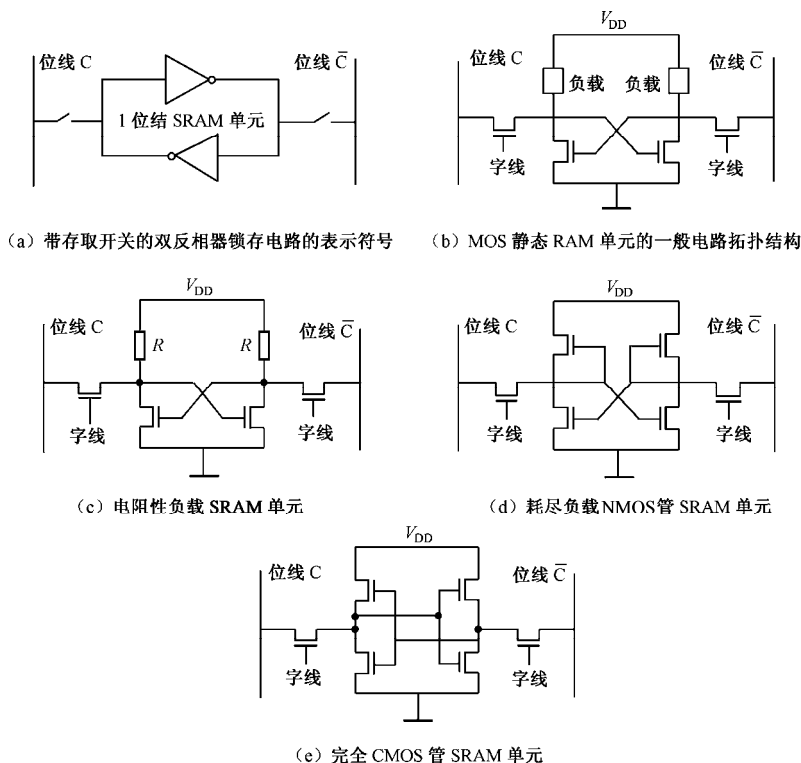 位线 C
位线 C̅
1 位结 SRAM 单元
(a) 带存取开关的双反相器锁存电路的表示符号
VDD
位线 C
位线 C̅
负载
负载
字线
字线
(b) MOS 静态 RAM 单元的一般电路拓扑结构
VDD
位线 C
位线 C̅
R
R
字线
字线
(c) 电阻性负载 SRAM 单元
VDD
位线 C
位线 C̅
字线
字线
(d) 耗尽负载NMOS管 SRAM 单元
VDD
位线 C
位线 C̅
字线
字线
(e) 完全 CMOS 管 SRAM 单元